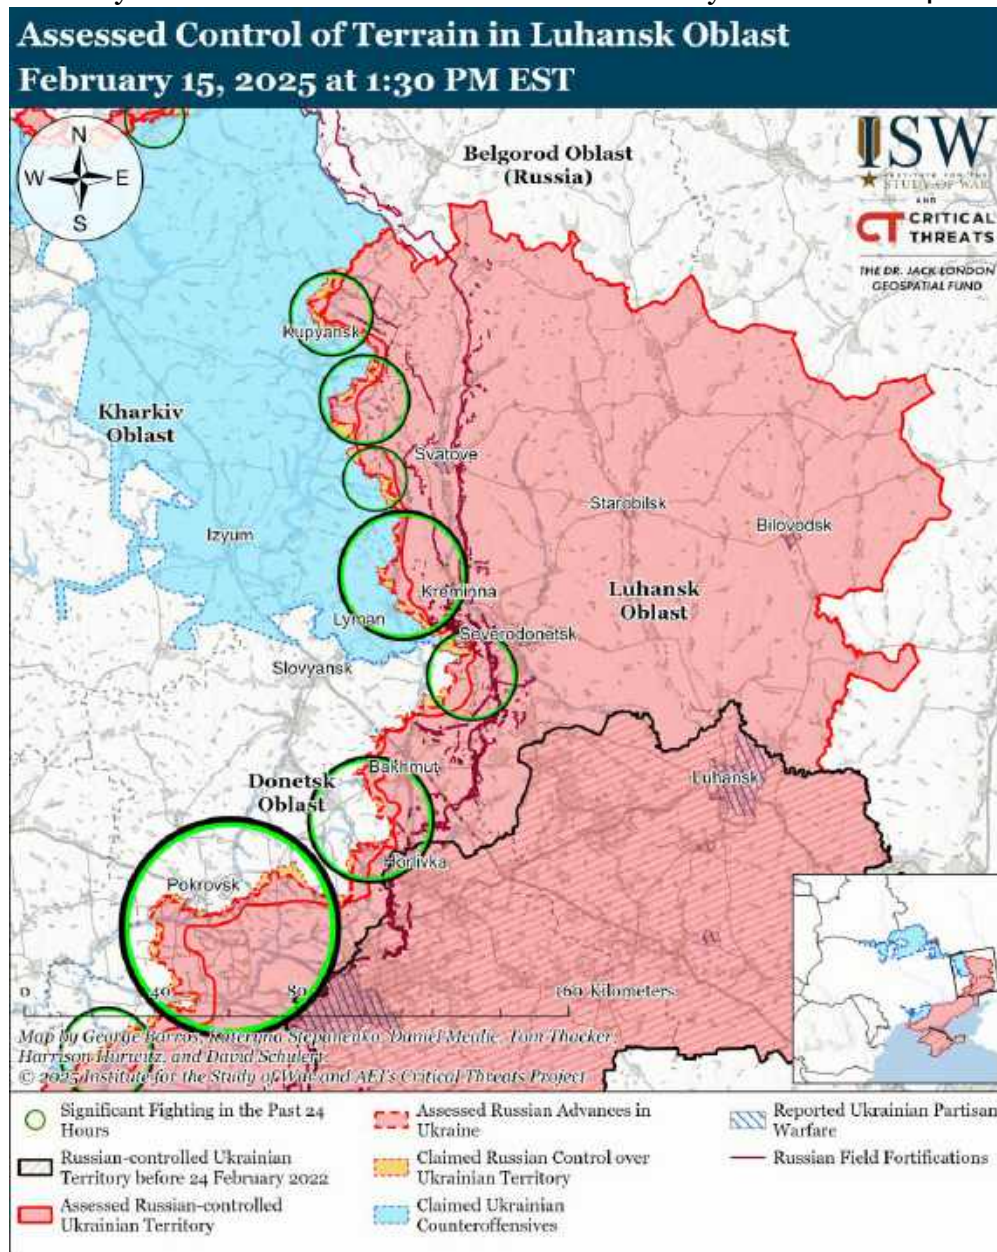 Assessed Control of Terrain in Luhansk Oblast
February 15, 2025 at 1:30 PM EST
N
W E
S
Belgorod Oblast
(Russia)
ISW
INSTITUTE FOR THE
STUDY OF WAR
AND
CT CRITICAL
THREATS
THE DR. JACK LONDON
GEOSPATIAL FUND
Kupyansk
Kharkiv
Oblast
Svatove
Starobilsk
Bilovodsk
Izyum
Kreminna
Luhansk
Oblast
Lyman
Severodonetsk
Slovyansk
Bakhmut
Luhansk
Donetsk
Oblast
Horlivka
Pokrovsk
0 40 80 160 Kilometers
Map by George Barros, Kateryna Stepanenko, Daniel Mealie, Tom Thacker,
Harrison Hurwitz, and David Schulert
© 2025 Institute for the Study of War and AEI's Critical Threats Project
Significant Fighting in the Past 24
Hours
Russian-controlled Ukrainian
Territory before 24 February 2022
Assessed Russian-controlled
Ukrainian Territory
Assessed Russian Advances in
Ukraine
Claimed Russian Control over
Ukrainian Territory
Claimed Ukrainian
Counteroffensives
Reported Ukrainian Partisan
Warfare
Russian Field Fortifications